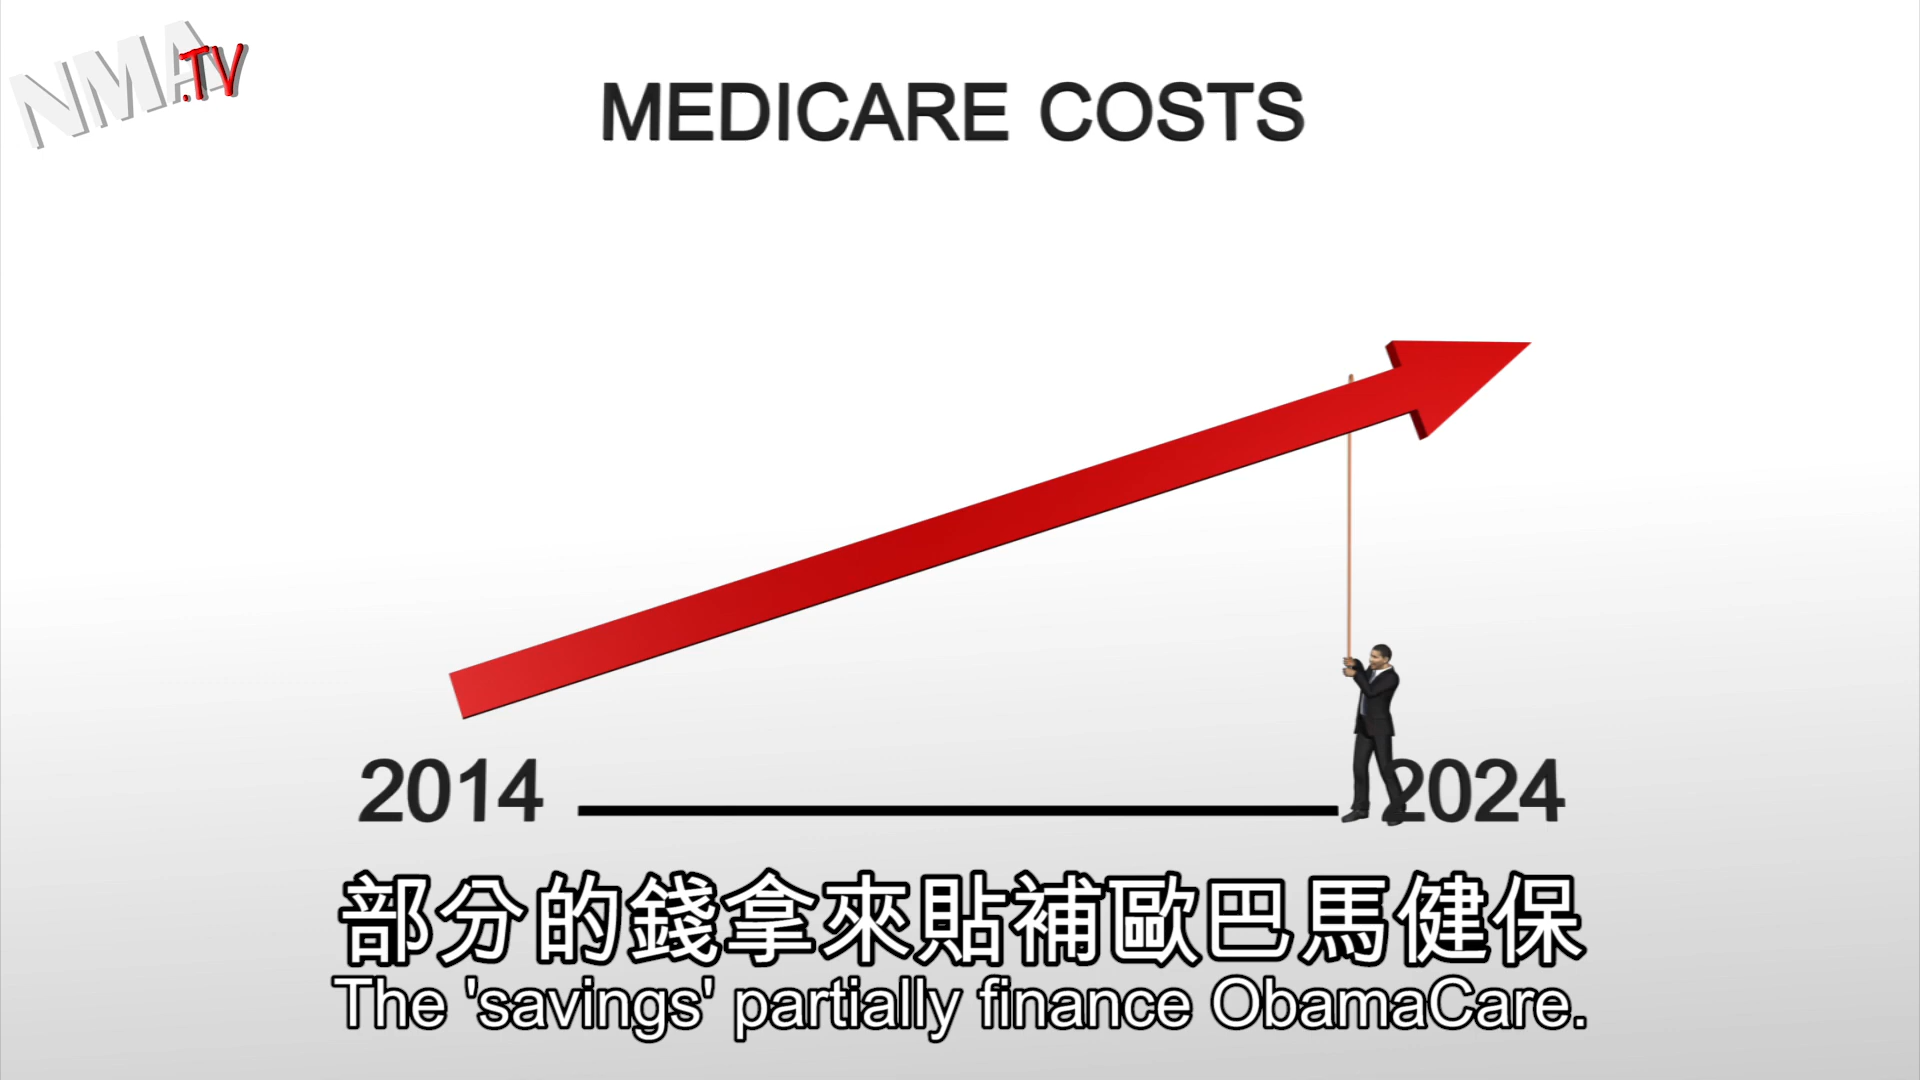 NMA.TV
MEDICARE COSTS
2014
2024
部分的錢拿來貼補歐巴馬健保
The 'savings' partially finance ObamaCare.